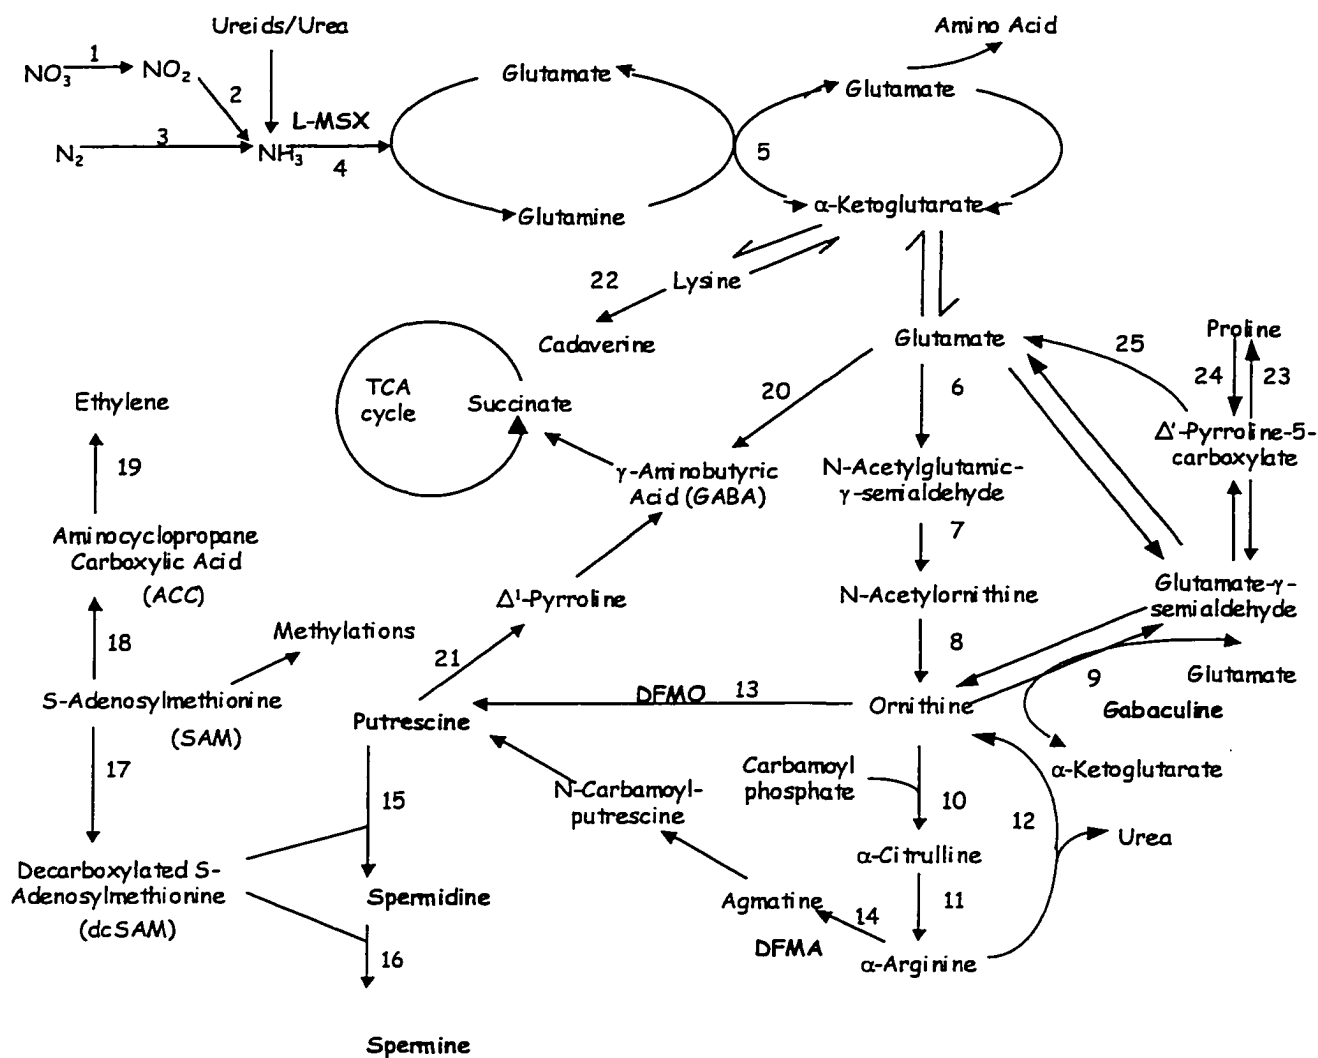 Ureids/Urea
Amino Acid
1
NO₃
NO₂
Glutamate
Glutamate
2
L-MSX
3
N₂
NH₃
4
5
Glutamine
α-Ketoglutarate
22
Lysine
Cadaverine
Glutamate
25
Proline
24
23
TCA
cycle
Succinate
20
6
Ethylene
Δ'-Pyrroline-5-
carboxylate
19
γ-Aminobutyric
Acid (GABA)
N-Acetylglutamic-
γ-semialdehyde
7
Aminocyclopropane
Carboxylic Acid
(ACC)
Δ¹-Pyrroline
N-Acetylornithine
Glutamate-γ-
semialdehyde
18
Methylations
21
8
9
Glutamate
S-Adenosylmethionine
(SAM)
Putrescine
DFMO
13
Ornithine
Gabaculine
17
α-Ketoglutarate
15
N-Carbamoyl-
putrescine
Carbamoyl
phosphate
10
12
Urea
α-Citrulline
Decarboxylated S-
Adenosylmethionine
(dcSAM)
Spermidine
Agmatine
11
14
DFMA
16
α-Arginine
Spermine